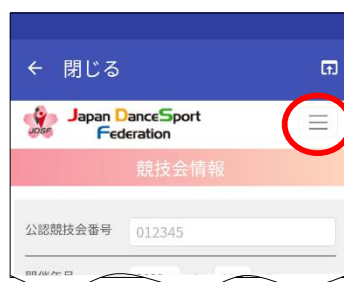 ← 閉じる
JDSF
Japan DanceSport
Federation
競技会情報
公認競技会番号 012345